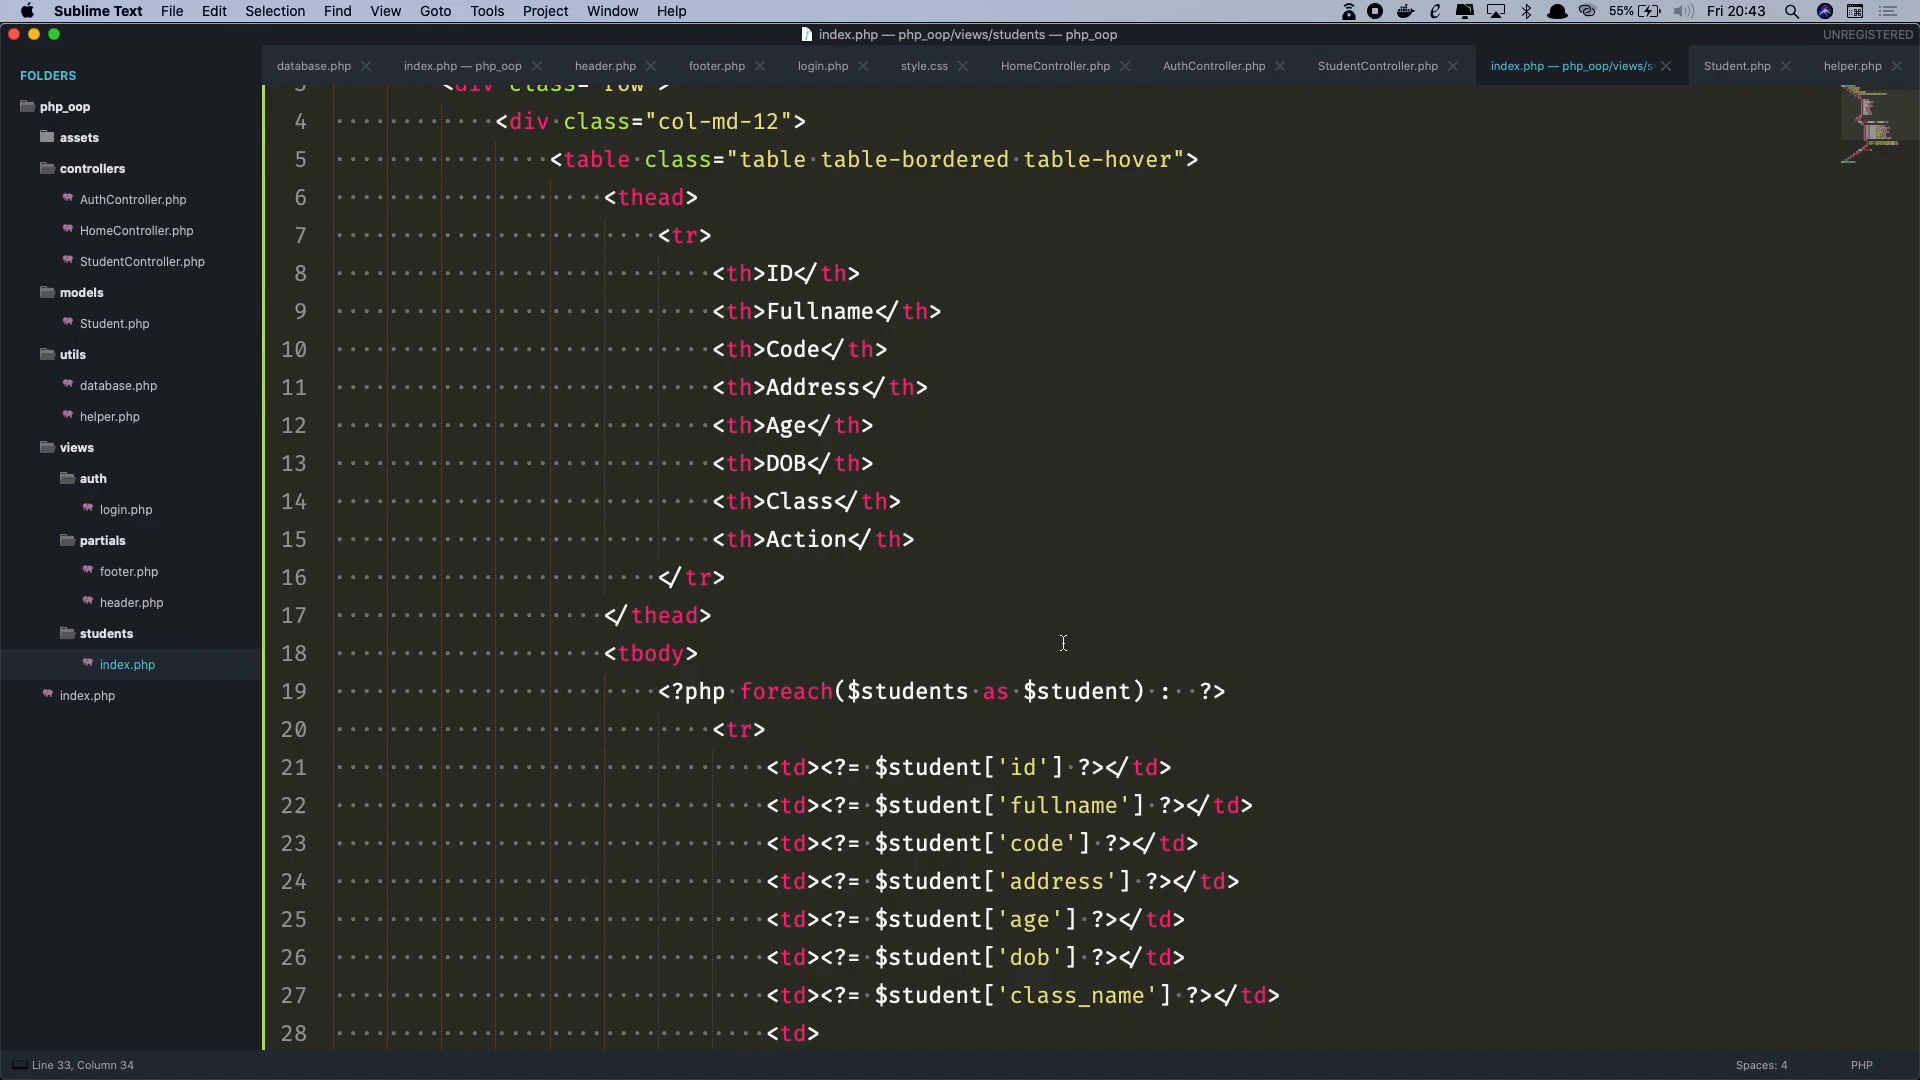 Sublime Text File Edit Selection Find View Goto Tools Project Window Help 55% Fri 20:43
index.php — php_oop/views/students — php_oop UNREGISTERED
FOLDERS
php_oop
assets
controllers
AuthController.php
HomeController.php
StudentController.php
models
Student.php
utils
database.php
helper.php
views
auth
login.php
partials
footer.php
header.php
students
index.php
index.php
database.php index.php — php_oop header.php footer.php login.php style.css HomeController.php AuthController.php StudentController.php index.php — php_oop/views/s Student.php helper.php
3 <div class="row">
4 <div class="col-md-12">
5 <table class="table table-bordered table-hover">
6 <thead>
7 <tr>
8 <th>ID</th>
9 <th>Fullname</th>
10 <th>Code</th>
11 <th>Address</th>
12 <th>Age</th>
13 <th>DOB</th>
14 <th>Class</th>
15 <th>Action</th>
16 </tr>
17 </thead>
18 <tbody>
19 <?php foreach($students as $student) :  ?>
20 <tr>
21 <td><?= $student['id'] ?></td>
22 <td><?= $student['fullname'] ?></td>
23 <td><?= $student['code'] ?></td>
24 <td><?= $student['address'] ?></td>
25 <td><?= $student['age'] ?></td>
26 <td><?= $student['dob'] ?></td>
27 <td><?= $student['class_name'] ?></td>
28 <td>
Line 33, Column 34 Spaces: 4 PHP